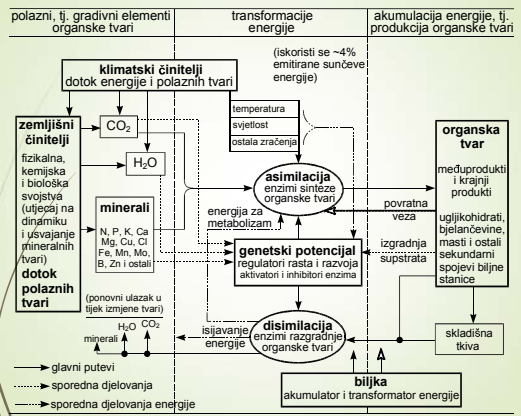 polazni, tj. gradivni elementi
organske tvari
transformacije
energije
akumulacija energije, tj.
produkcija organske tvari
(iskoristi se ~4%
emitirane sunčeve
energije)
klimatski činitelji
dotok energije i polaznih tvari
temperatura
svjetlost
ostala zračenja
zemljišni
činitelji
fizikalna,
kemijska
i biološka
svojstva
(utjecaj na
dinamiku
i usvajanje
mineralnih
tvari)
dotok
polaznih
tvari
CO2
H2O
minerali
N, P, K, Ca
Mg, Cu, Cl
Fe, Mn, Mo,
B, Zn i ostali
asimilacija
enzimi sinteze
organske tvari
energija za
metabolizam
povratna
veza
organska
tvar
međuprodukti
i krajnji
produkti
ugljikohidrati,
bjelančevine,
masti i ostali
sekundarni
spojevi biljne
stanice
genetski potencijal
regulatori rasta i razvoja
aktivatori i inhibitori enzima
izgradnja
supstrata
(ponovni ulazak u
tijek izmjene tvari)
minerali
H2O
CO2
isijavanje
energije
disimilacija
enzimi razgradnje
organske tvari
skladišna
tkiva
biljka
akumulator i transformator energije
glavni putevi
sporedna djelovanja
sporedna djelovanja energije